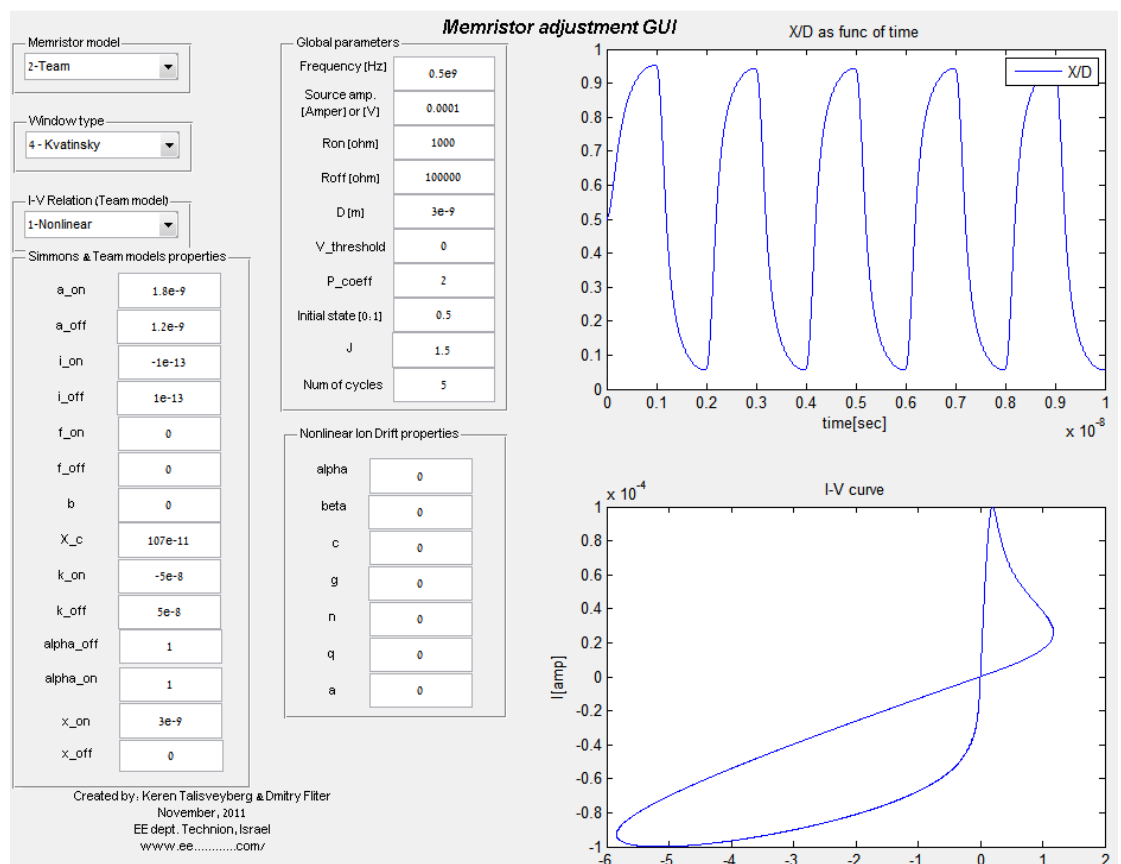 Memristor adjustment GUI
Memristor model
2-Team
Window type
4 - Kvatinsky
I-V Relation (Team model)
1-Nonlinear
Simmons & Team models properties
a_on 1.8e-9
a_off 1.2e-9
i_on -1e-13
i_off 1e-13
f_on 0
f_off 0
b 0
X_c 107e-11
k_on -5e-8
k_off 5e-8
alpha_off 1
alpha_on 1
x_on 3e-9
x_off 0
Created by: Keren Talisveyberg & Dmitry Fliter
November, 2011
EE dept. Technion, Israel
www.ee...........com/
Global parameters
Frequency [Hz] 0.5e9
Source amp.
[Amper] or [V] 0.0001
Ron [ohm] 1000
Roff [ohm] 100000
D [m] 3e-9
V_threshold 0
P_coeff 2
Initial state [0:1] 0.5
J 1.5
Num of cycles 5
Nonlinear Ion Drift properties
alpha 0
beta 0
c 0
g 0
n 0
q 0
a 0
X/D as func of time
X/D
1
0.9
0.8
0.7
0.6
0.5
0.4
0.3
0.2
0.1
0
0 0.1 0.2 0.3 0.4 0.5 0.6 0.7 0.8 0.9 1
time[sec]
x 10^-8
I-V curve
x 10^-4
I[amp]
1
0.8
0.6
0.4
0.2
0
-0.2
-0.4
-0.6
-0.8
-1
-6 -5 -4 -3 -2 -1 0 1 2